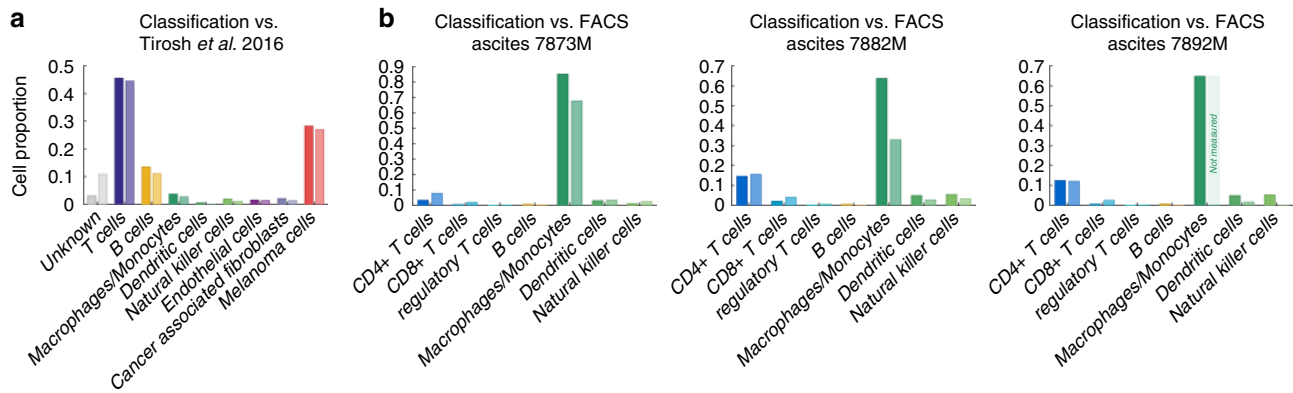 a
Classification vs.
Tirosh et al. 2016
Cell proportion
0.5
0.4
0.3
0.2
0.1
0
Unknown
T cells
B cells
Macrophages/Monocytes
Dendritic cells
Natural killer cells
Endothelial cells
Cancer associated fibroblasts
Melanoma cells
b
Classification vs. FACS
ascites 7873M
0.9
0.8
0.7
0.6
0.5
0.4
0.3
0.2
0.1
0
CD4+ T cells
CD8+ T cells
regulatory T cells
B cells
Macrophages/Monocytes
Dendritic cells
Natural killer cells
Classification vs. FACS
ascites 7882M
0.7
0.6
0.5
0.4
0.3
0.2
0.1
0
CD4+ T cells
CD8+ T cells
regulatory T cells
B cells
Macrophages/Monocytes
Dendritic cells
Natural killer cells
Classification vs. FACS
ascites 7892M
0.7
0.6
0.5
0.4
0.3
0.2
0.1
0
Not measured
CD4+ T cells
CD8+ T cells
regulatory T cells
B cells
Macrophages/Monocytes
Dendritic cells
Natural killer cells